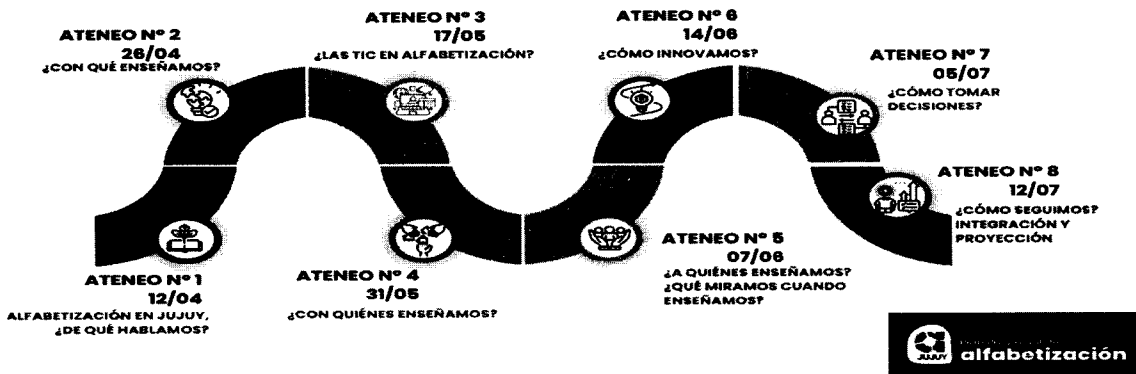 ATENEO Nº 1
12/04
ALFABETIZACIÓN EN JUJUY,
¿DE QUÉ HABLAMOS?
ATENEO Nº 2
26/04
¿CON QUÉ ENSEÑAMOS?
ATENEO Nº 3
17/05
¿LAS TIC EN ALFABETIZACIÓN?
ATENEO Nº 4
31/05
¿CON QUIÉNES ENSEÑAMOS?
ATENEO Nº 5
07/06
¿A QUIÉNES ENSEÑAMOS?
¿QUÉ MIRAMOS CUANDO
ENSEÑAMOS?
ATENEO Nº 6
14/06
¿CÓMO INNOVAMOS?
ATENEO Nº 7
05/07
¿CÓMO TOMAR
DECISIONES?
ATENEO Nº 8
12/07
¿CÓMO SEGUIMOS?
INTEGRACIÓN Y
PROYECCIÓN
JUJUY
alfabetización